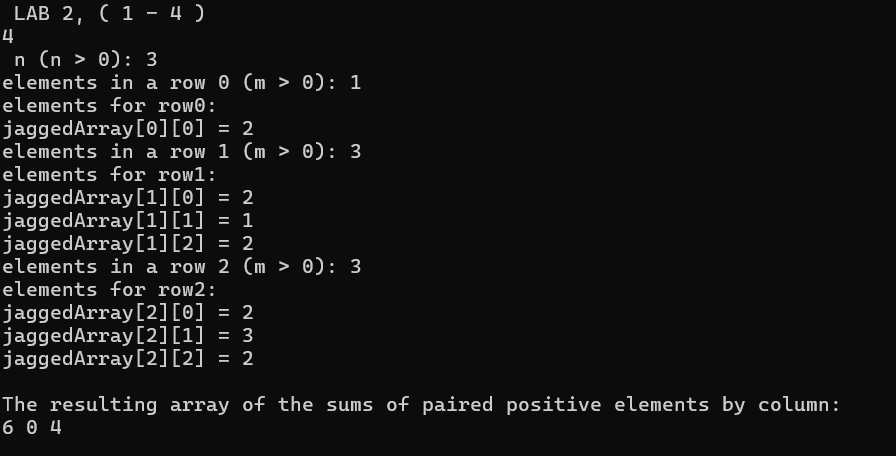 LAB 2, ( 1 - 4 )
4
n (n > 0): 3
elements in a row 0 (m > 0): 1
elements for row0:
jaggedArray[0][0] = 2
elements in a row 1 (m > 0): 3
elements for row1:
jaggedArray[1][0] = 2
jaggedArray[1][1] = 1
jaggedArray[1][2] = 2
elements in a row 2 (m > 0): 3
elements for row2:
jaggedArray[2][0] = 2
jaggedArray[2][1] = 3
jaggedArray[2][2] = 2
The resulting array of the sums of paired positive elements by column:
6 0 4